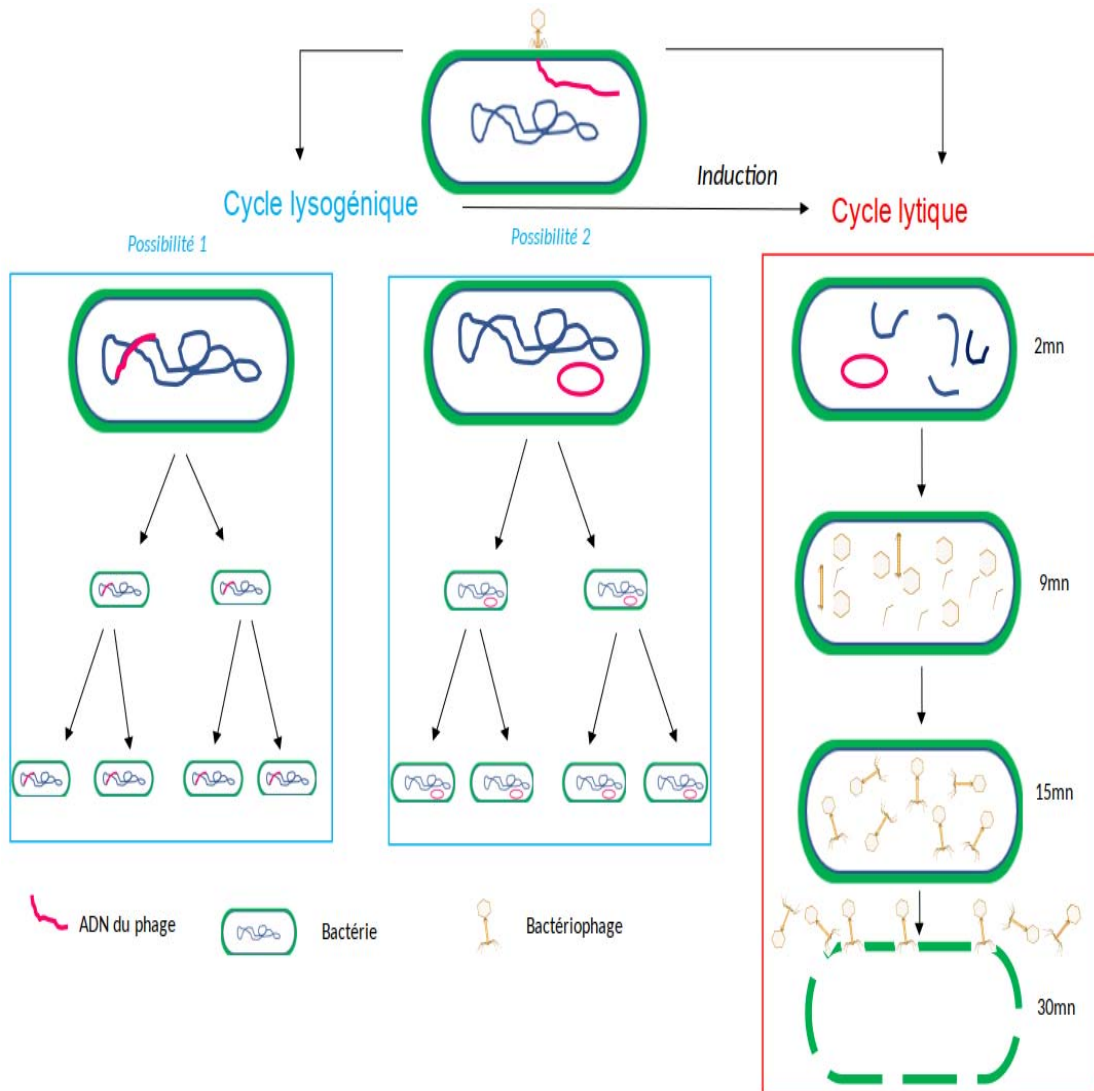 Induction
Cycle lysogénique
Cycle lytique
Possibilité 1
Possibilité 2
2mn
9mn
15mn
ADN du phage
Bactérie
Bactériophage
30mn